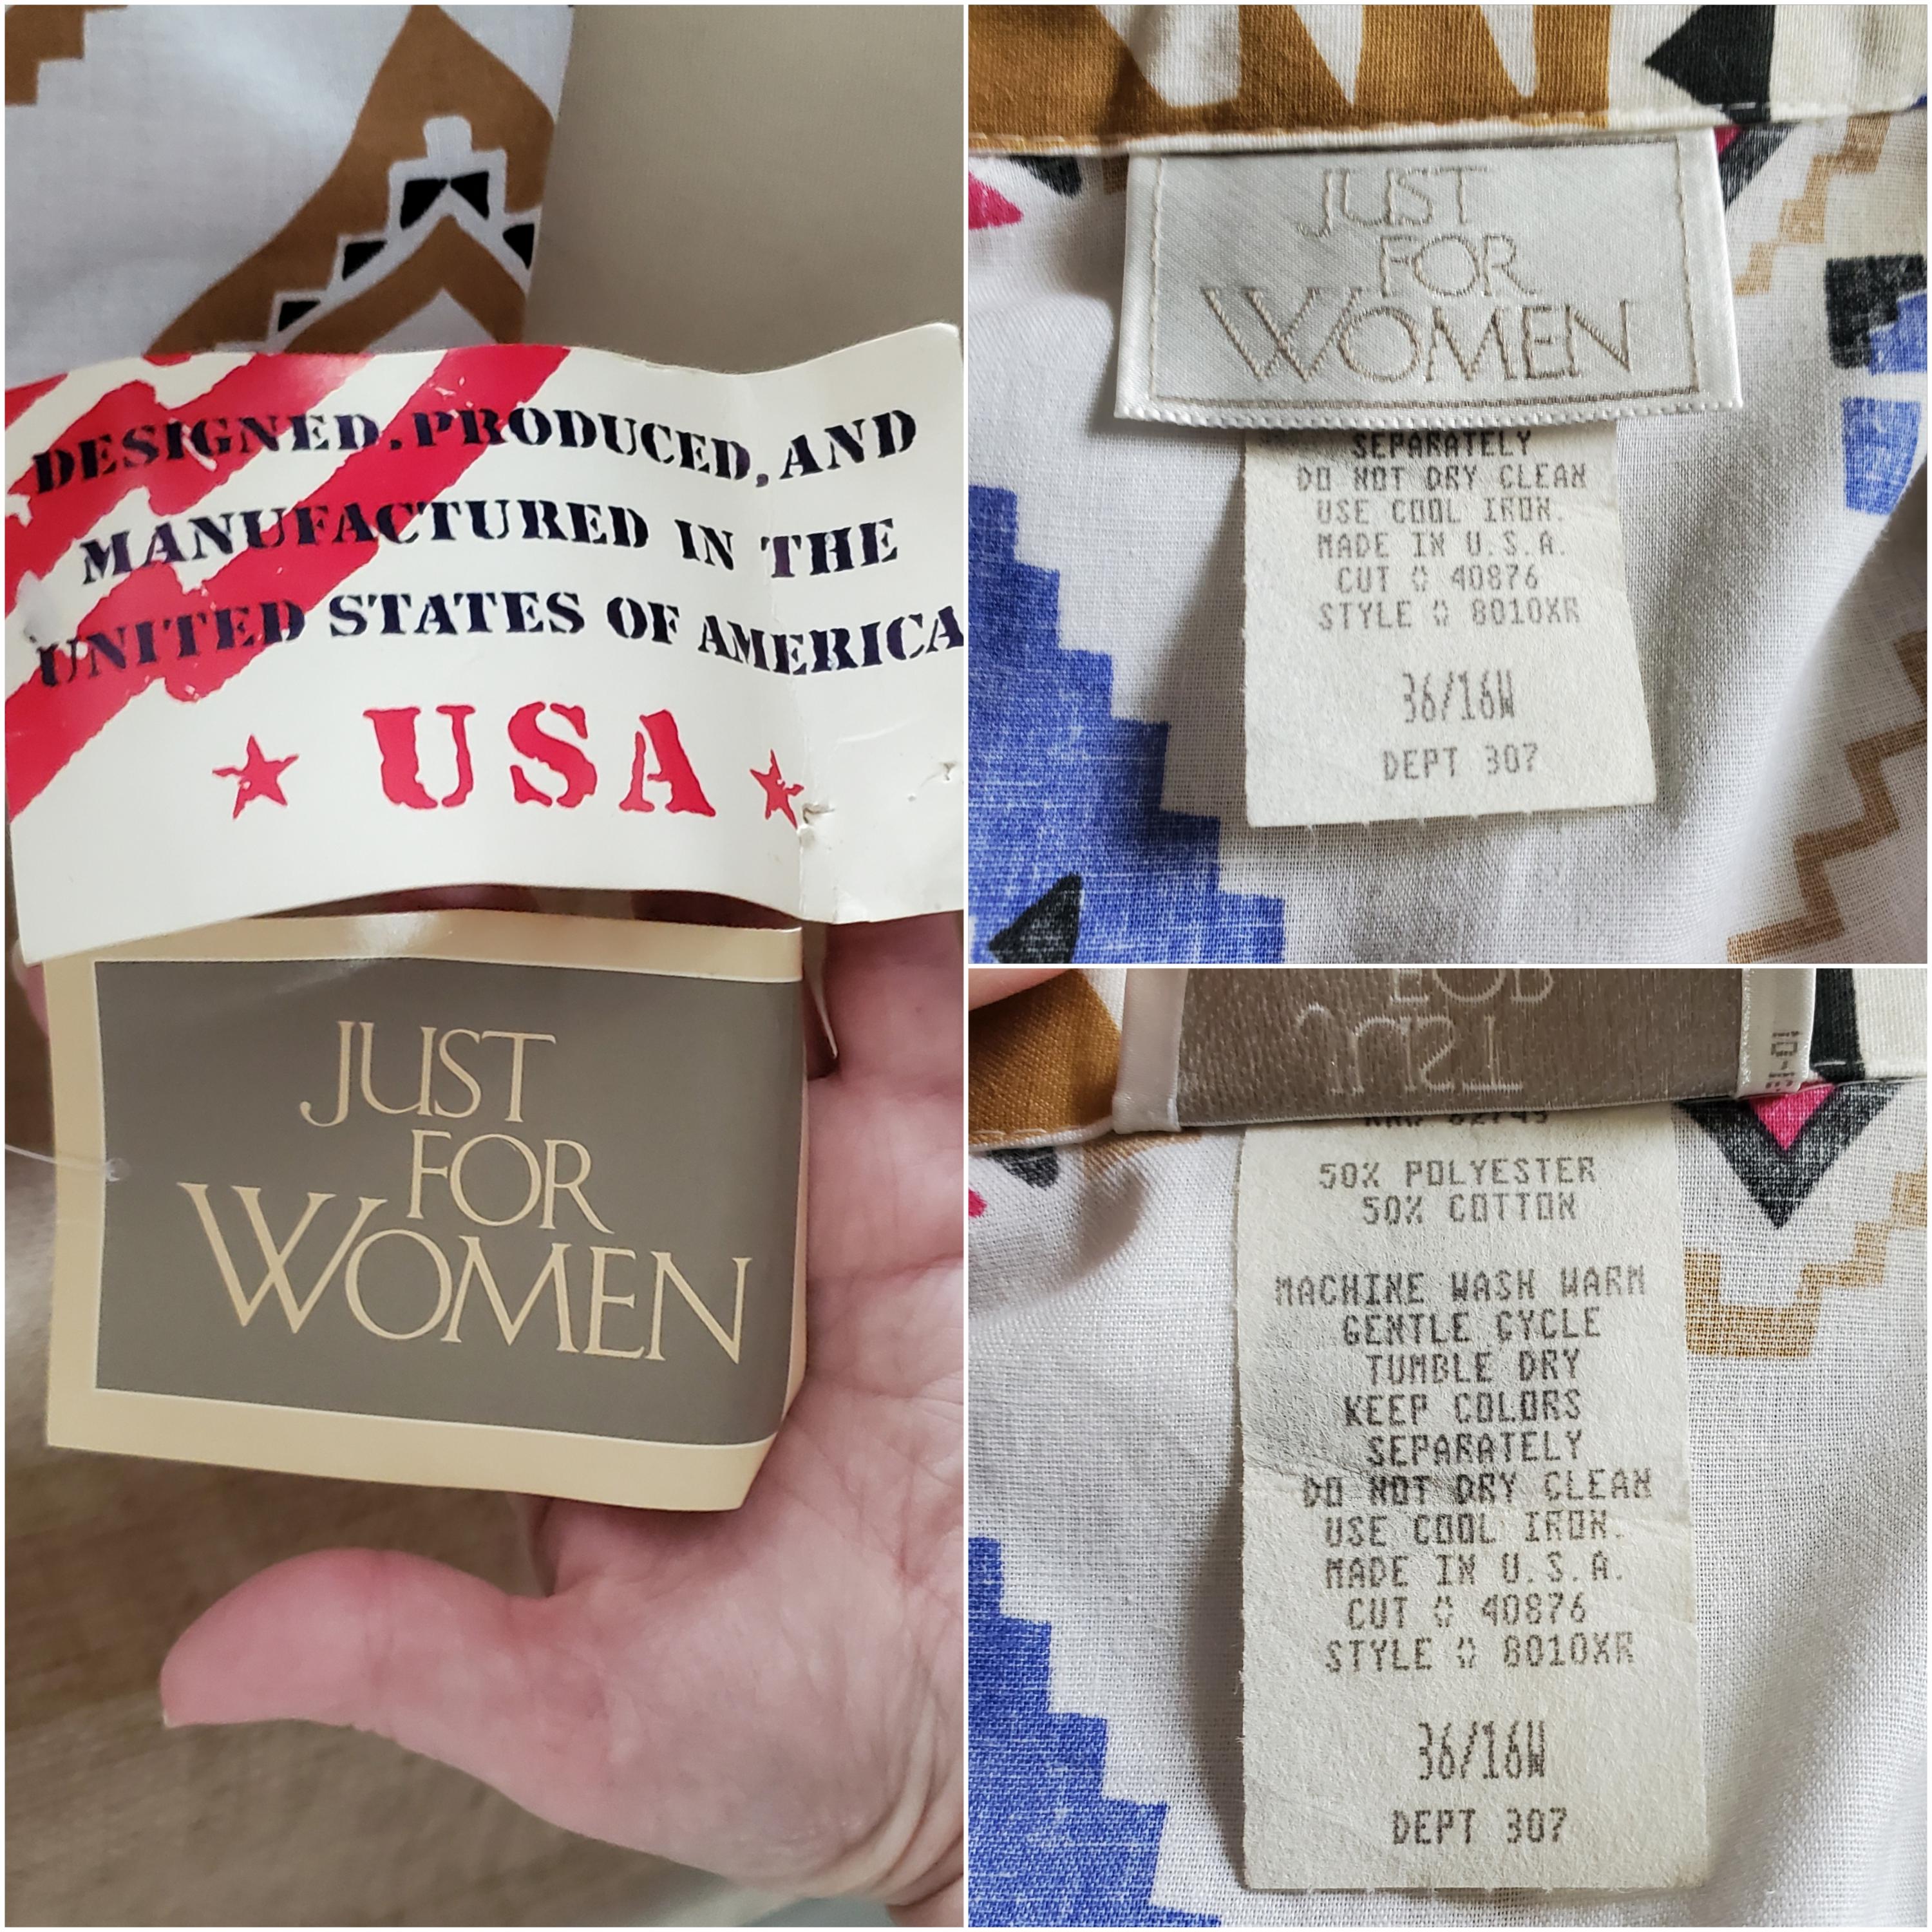 DESIGNED, PRODUCED, AND
MANUFACTURED IN THE
UNITED STATES OF AMERICA
USA
JUST
FOR
WOMEN
JUST
FOR
WOMEN
SEPARATELY
DO NOT DRY CLEAN
USE COOL IRON.
MADE IN U.S.A.
CUT # 40876
STYLE # 8010XR
36/16W
DEPT 307
FOR
JUST
50% POLYESTER
50% COTTON
MACHINE WASH WARM
GENTLE CYCLE
TUMBLE DRY
KEEP COLORS
SEPARATELY
DO NOT DRY CLEAN
USE COOL IRON.
MADE IN U.S.A.
CUT # 40876
STYLE # 8010XR
36/16W
DEPT 307